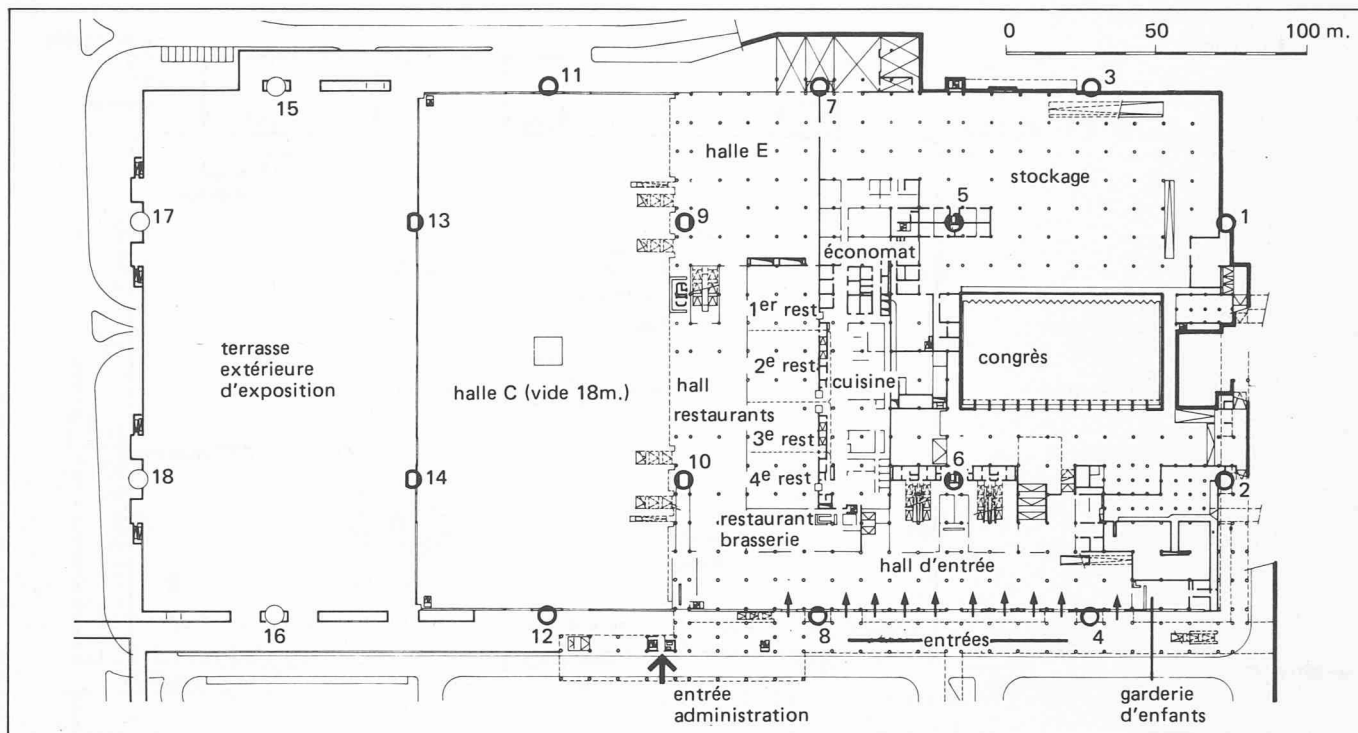 0 50 100 m.
11
3
15
7
halle E
stockage
5
17
13
9
1
économat
1er rest
terrasse
extérieure
d'exposition
2e rest
congrès
halle C (vide 18m.)
hall
cuisine
restaurants
3e rest
18
14
10
4e rest
6
2
restaurant
brasserie
hall d'entrée
16
12
8
entrées
4
entrée
administration
garderie
d'enfants